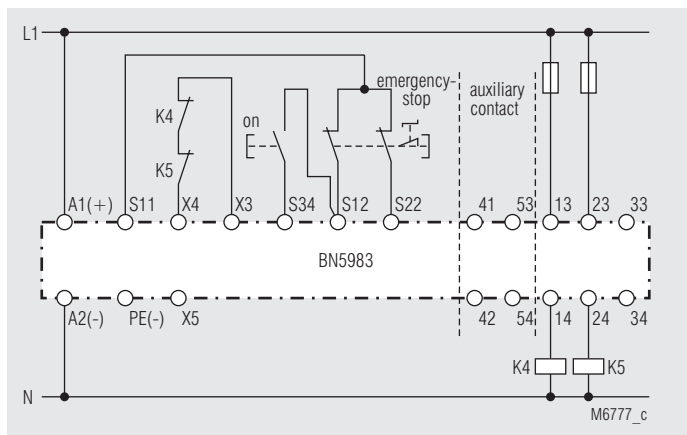 L1
emergency-
stop
auxiliary
contact
K4
on
K5
A1(+) S11 X4 X3 S34 S12 S22 41 53 13 23 33
BN5983
A2(-) PE(-) X5 42 54 14 24 34
K4 K5
N
M6777_c